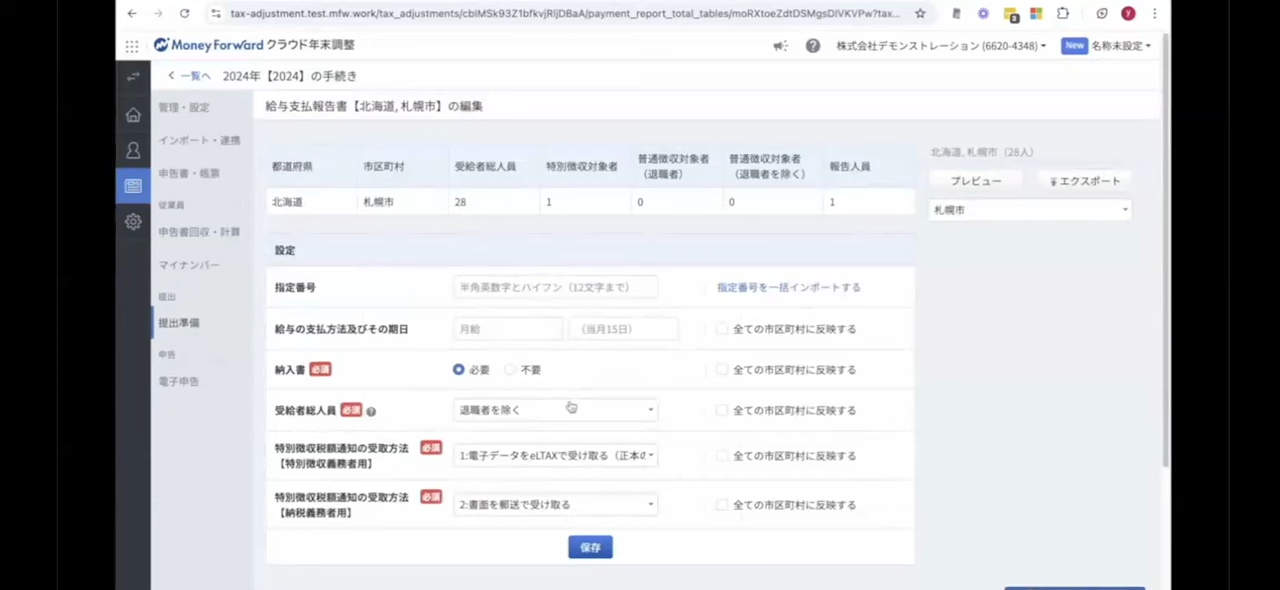 tax-adjustment.test.mfw.work/tax_adjustments/cbIMSk93Z1bfkvjRIjDBaA/payment_report_total_tables/moRXtoeZdtDSMgsDIVKVPw?tax...
3
y
Money Forward クラウド年末調整
株式会社デモンストレーション (6620-4348)
New 名称未設定
一覧へ 2024年【2024】の手続き
管理・設定
インポート・連携
申告書・帳票
従業員
申告書回収・計算
マイナンバー
提出
提出準備
申告
電子申告
給与支払報告書【北海道, 札幌市】の編集
都道府県 市区町村 受給者総人員 特別徴収対象者 普通徴収対象者（退職者） 普通徴収対象者（退職者を除く） 報告人員
北海道 札幌市 28 1 0 0 1
設定
指定番号 半角英数字とハイフン（12文字まで） 指定番号を一括インポートする
給与の支払方法及びその期日 月給 （当月15日） 全ての市区町村に反映する
納入書 必須 必要 不要 全ての市区町村に反映する
受給者総人員 必須 退職者を除く 全ての市区町村に反映する
特別徴収税額通知の受取方法【特別徴収義務者用】 必須 1:電子データをeLTAXで受け取る（正本の 全ての市区町村に反映する
特別徴収税額通知の受取方法【納税義務者用】 必須 2:書面を郵送で受け取る 全ての市区町村に反映する
保存
北海道, 札幌市（28人）
プレビュー エクスポート
札幌市